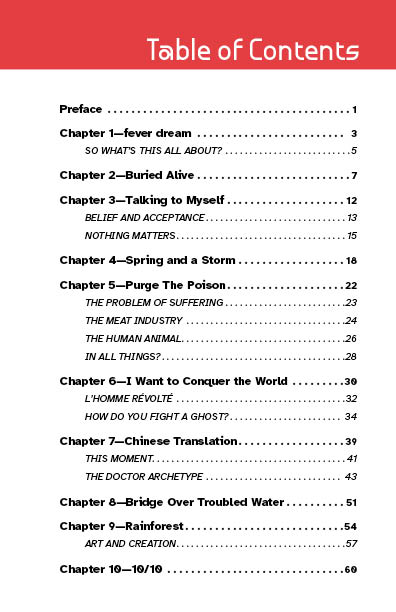 Table of Contents
Preface ........................................ 1
Chapter 1—fever dream ........................ 3
SO WHAT'S THIS ALL ABOUT? ..................... 5
Chapter 2—Buried Alive ........................ 7
Chapter 3—Talking to Myself .................. 12
BELIEF AND ACCEPTANCE ........................ 13
NOTHING MATTERS .............................. 15
Chapter 4—Spring and a Storm ................. 18
Chapter 5—Purge The Poison ................... 22
THE PROBLEM OF SUFFERING ..................... 23
THE MEAT INDUSTRY ............................ 24
THE HUMAN ANIMAL ............................. 26
IN ALL THINGS? ............................... 28
Chapter 6—I Want to Conquer the World ......... 30
L'HOMME RÉVOLTÉ .............................. 32
HOW DO YOU FIGHT A GHOST? .................... 34
Chapter 7—Chinese Translation ................ 39
THIS MOMENT .................................. 41
THE DOCTOR ARCHETYPE ......................... 43
Chapter 8—Bridge Over Troubled Water .......... 51
Chapter 9—Rainforest ......................... 54
ART AND CREATION ............................. 57
Chapter 10—10/10 ............................. 60